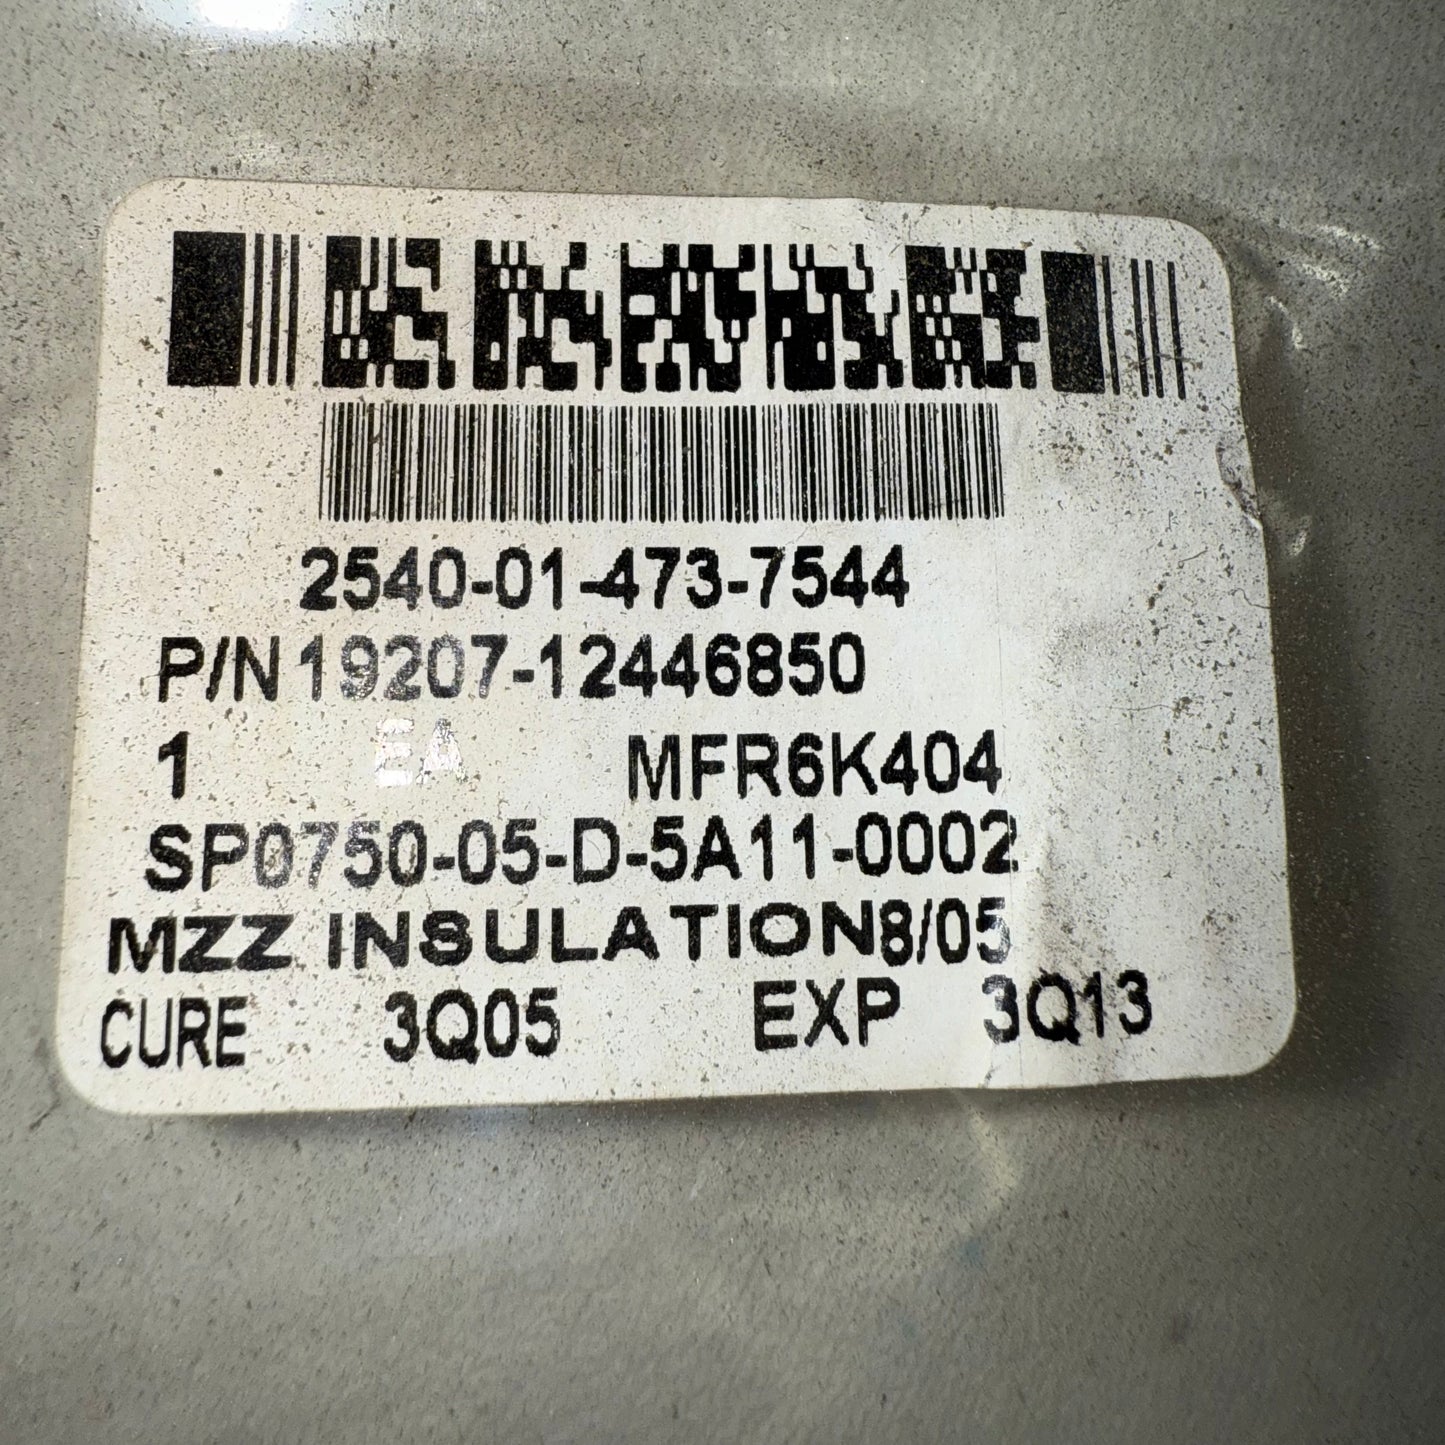 2540-01-473-7544
P/N 19207-12446850
1 EA MFR6K404
SP0750-05-D-5A11-0002
MZZ INSULATION8/05
CURE 3Q05 EXP 3Q13